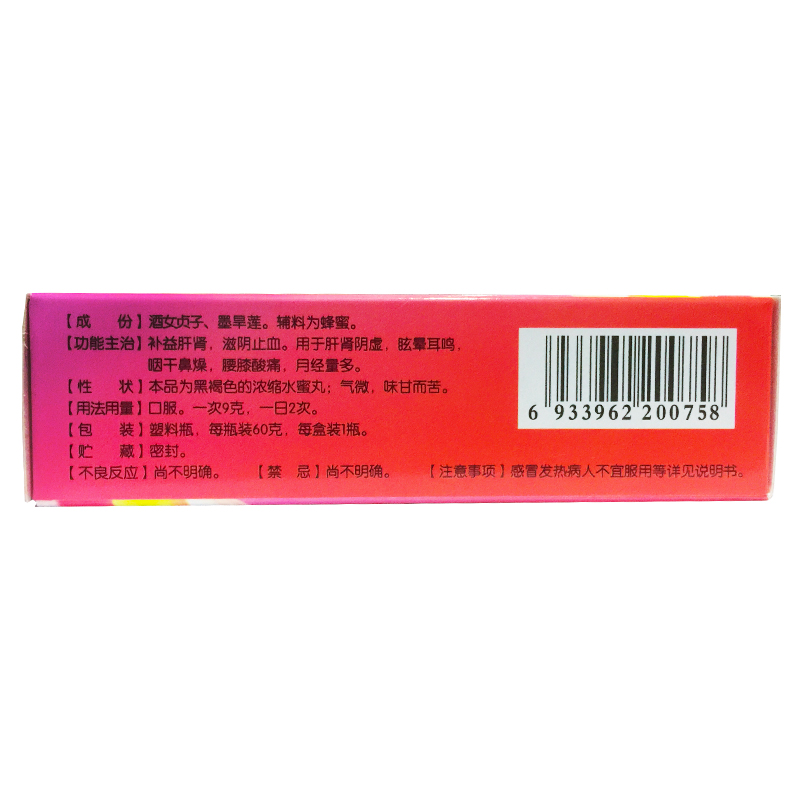 【成 份】酒女贞子、墨旱莲。辅料为蜂蜜。
【功能主治】补益肝肾，滋阴止血。用于肝肾阴虚，眩晕耳鸣，
咽干鼻燥，腰膝酸痛，月经量多。
【性 状】本品为黑褐色的浓缩水蜜丸；气微，味甘而苦。
【用法用量】口服。一次9克，一日2次。
【包 装】塑料瓶，每瓶装60克，每盒装1瓶。
【贮 藏】密封。
【不良反应】尚不明确。 【禁 忌】尚不明确。 【注意事项】感冒发热病人不宜服用等详见说明书。
6 933962 200758